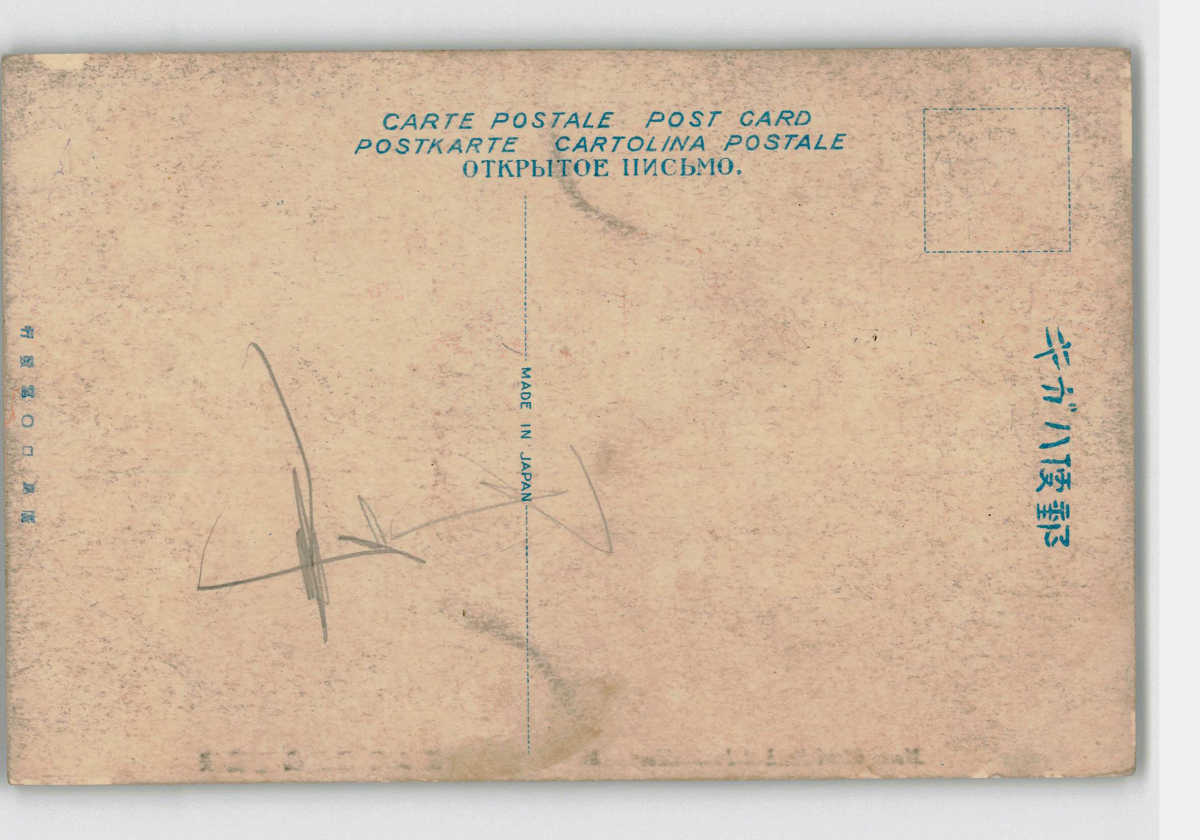 CARTE POSTALE POST CARD
POSTKARTE CARTOLINA POSTALE
ОТКРЫТОЕ ПИСЬМО.
MADE IN JAPAN
郵便ハガキ